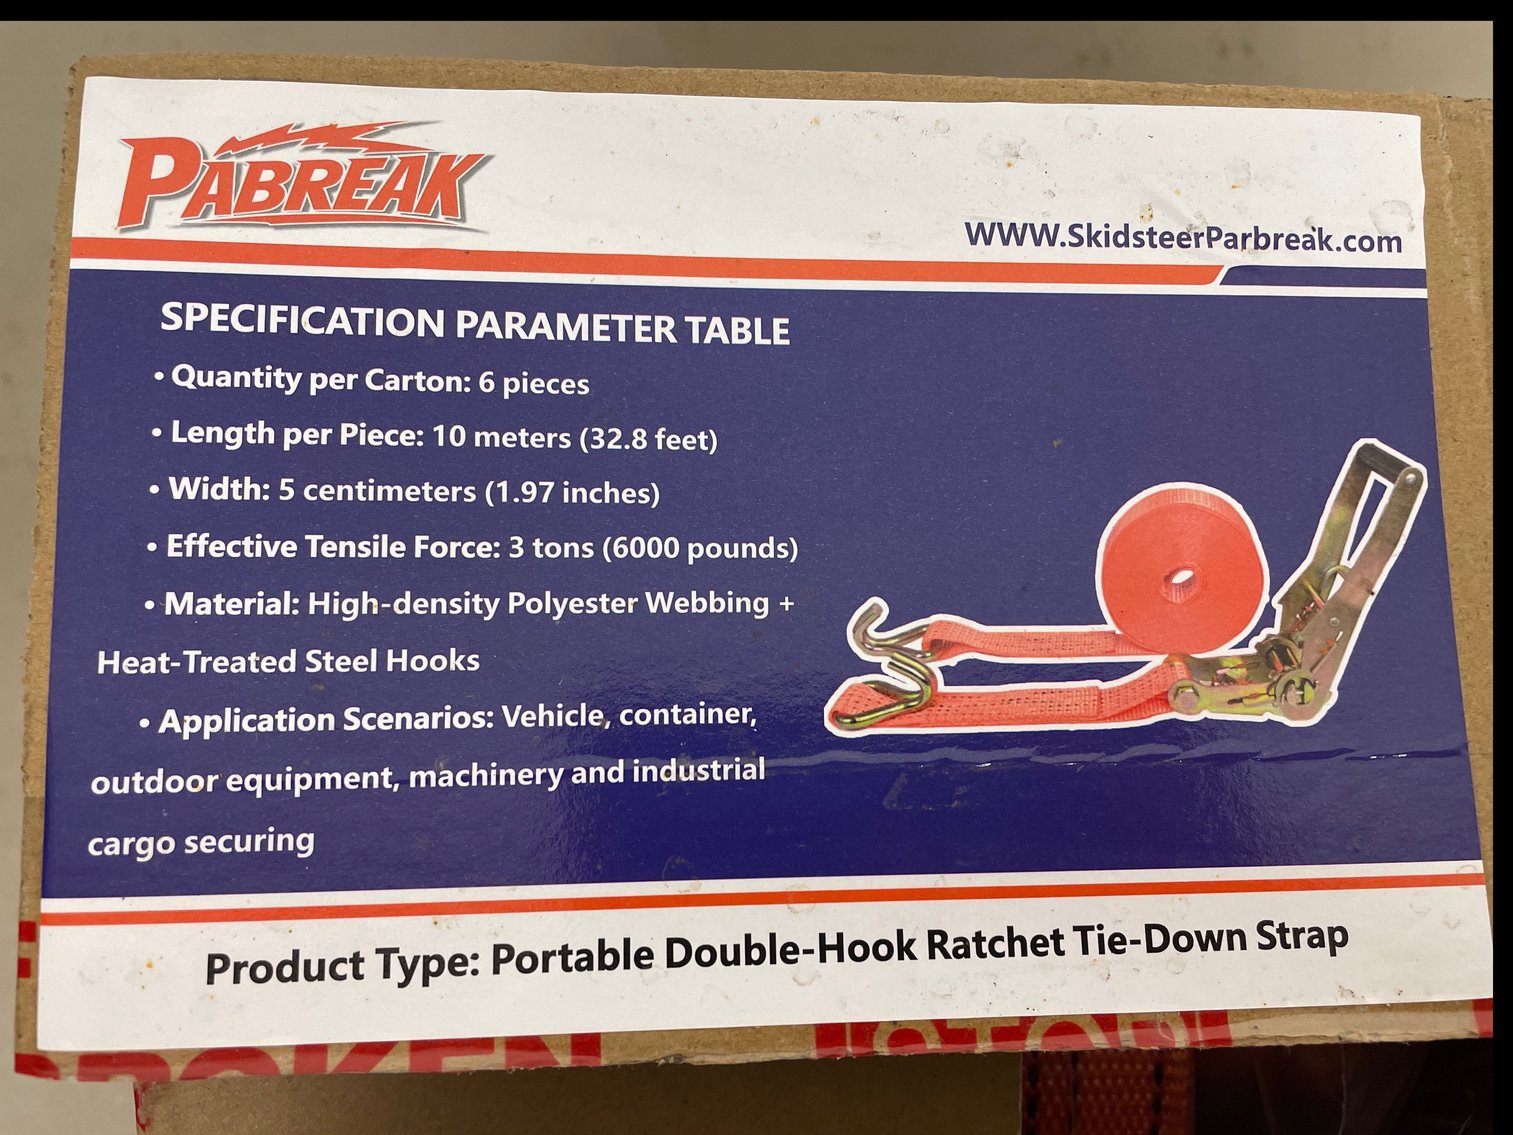 PABREAK
WWW.SkidsteerParbreak.com
SPECIFICATION PARAMETER TABLE
• Quantity per Carton: 6 pieces
• Length per Piece: 10 meters (32.8 feet)
• Width: 5 centimeters (1.97 inches)
• Effective Tensile Force: 3 tons (6000 pounds)
• Material: High-density Polyester Webbing +
Heat-Treated Steel Hooks
• Application Scenarios: Vehicle, container,
outdoor equipment, machinery and industrial
cargo securing
Product Type: Portable Double-Hook Ratchet Tie-Down Strap
BROKEN